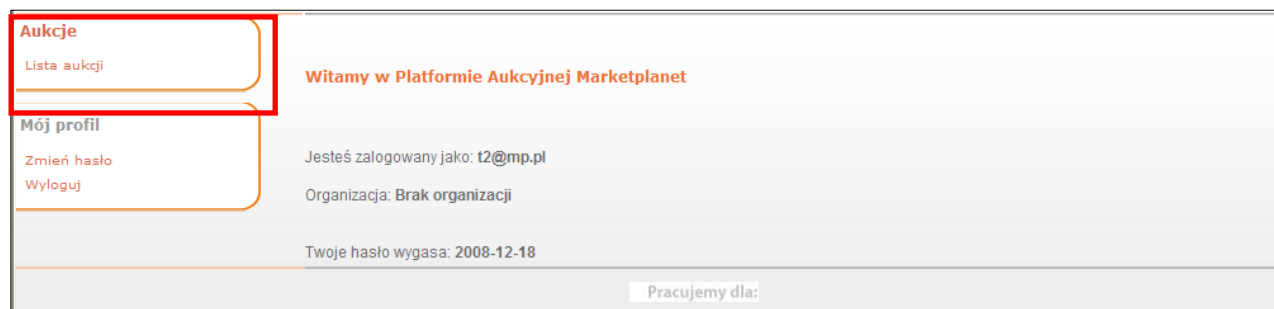 Aukcje
Lista aukcji
Mój profil
Zmień hasło
Wyloguj
Witamy w Platformie Aukcyjnej Marketplanet
Jesteś zalogowany jako: t2@mp.pl
Organizacja: Brak organizacji
Twoje hasło wygasa: 2008-12-18
Pracujemy dla: